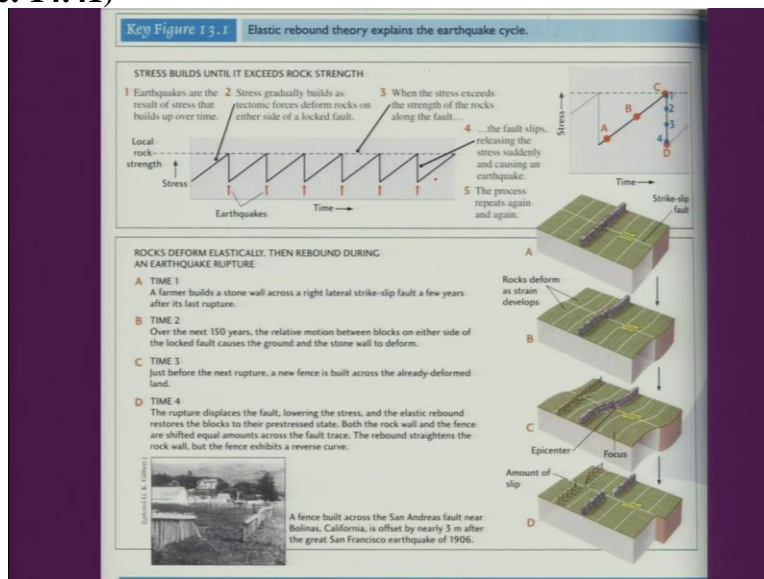 Key Figure 13.1 Elastic rebound theory explains the earthquake cycle.
STRESS BUILDS UNTIL IT EXCEEDS ROCK STRENGTH
1 Earthquakes are the
result of stress that
builds up over time.
2 Stress gradually builds as
tectonic forces deform rocks on
either side of a locked fault.
3 When the stress exceeds
the strength of the rocks
along the fault...
4 ...the fault slips,
releasing the
stress suddenly
and causing an
earthquake.
5 The process
repeats again
and again.
Local
rock
strength
Stress
Earthquakes
Time
Stress
A
B
C
1
2
3
4
D
Time
Strike-slip
fault
ROCKS DEFORM ELASTICALLY, THEN REBOUND DURING
AN EARTHQUAKE RUPTURE
A TIME 1
A farmer builds a stone wall across a right lateral strike-slip fault a few years
after its last rupture.
B TIME 2
Over the next 150 years, the relative motion between blocks on either side of
the locked fault causes the ground and the stone wall to deform.
C TIME 3
Just before the next rupture, a new fence is built across the already-deformed
land.
D TIME 4
The rupture displaces the fault, lowering the stress, and the elastic rebound
restores the blocks to their prestressed state. Both the rock wall and the fence
are shifted equal amounts across the fault trace. The rebound straightens the
rock wall, but the fence exhibits a reverse curve.
A
Rocks deform
as strain
develops
B
C
Epicenter
Focus
Amount of
slip
D
G. K. Gilbert
A fence built across the San Andreas fault near
Bolinas, California, is offset by nearly 3 m after
the great San Francisco earthquake of 1906.